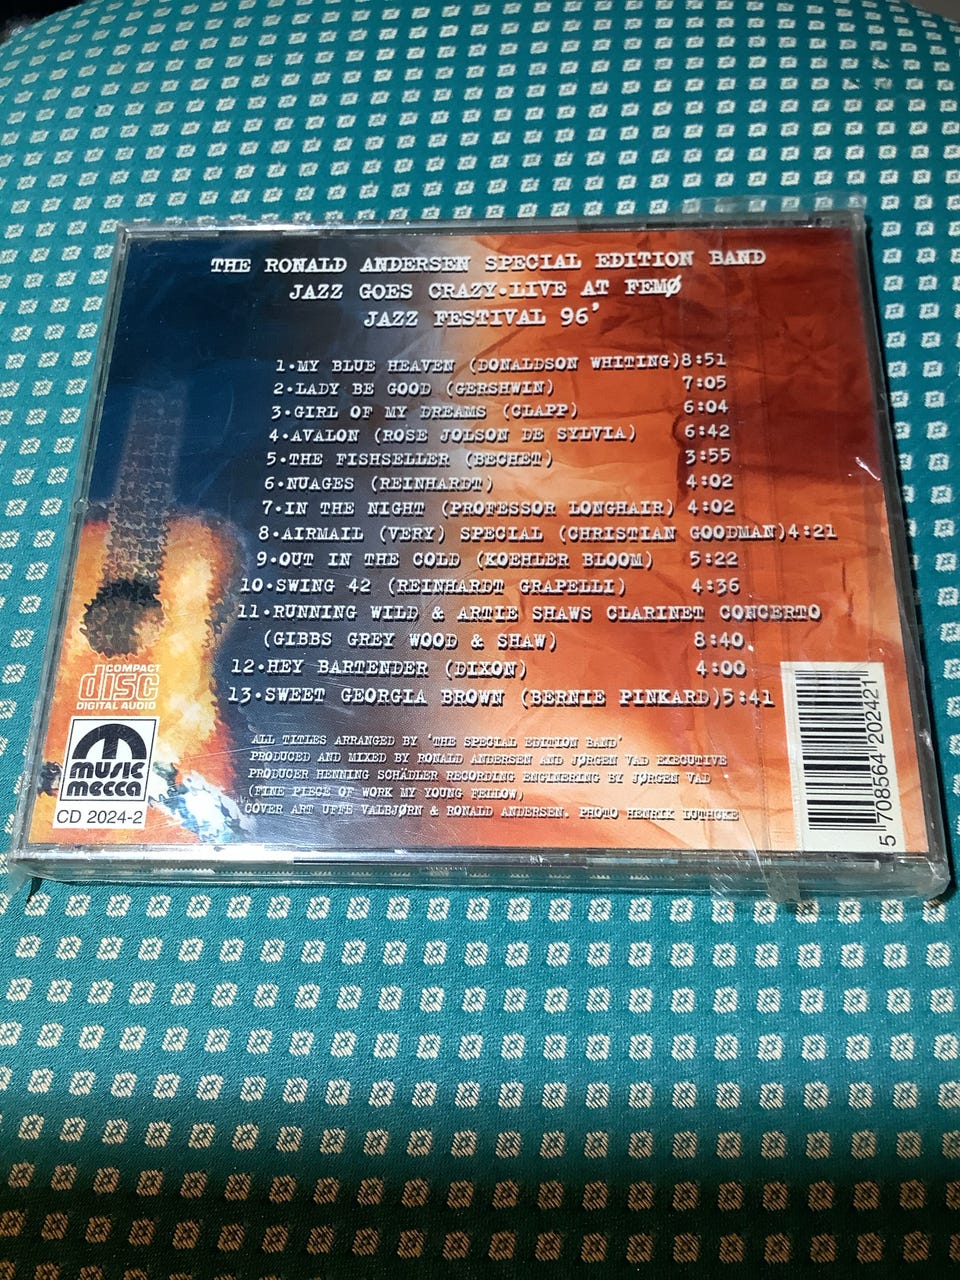 THE RONALD ANDERSEN SPECIAL EDITION BAND
JAZZ GOES CRAZY·LIVE AT FEMØ
JAZZ FESTIVAL 96'
1·MY BLUE HEAVEN (DONALDSON WHITING)8:51
2·LADY BE GOOD (GERSHWIN) 7:05
3·GIRL OF MY DREAMS (CLAPP) 6:04
4·AVALON (ROSE JOLSON DE SYLVIA) 6:42
5·THE FISHSELLER (BECHET) 3:55
6·NUAGES (REINHARDT) 4:02
7·IN THE NIGHT (PROFESSOR LONGHAIR) 4:02
8·AIRMAIL (VERY) SPECIAL (CHRISTIAN GOODMAN)4:21
9·OUT IN THE COLD (KOEHLER BLOOM) 5:22
10·SWING 42 (REINHARDT GRAPELLI) 4:36
11·RUNNING WILD & ARTIE SHAWS CLARINET CONCERTO
(GIBBS GREY WOOD & SHAW) 8:40
12·HEY BARTENDER (DIXON) 4:00
13·SWEET GEORGIA BROWN (BERNIE PINKARD)5:41
ALL TITLES ARRANGED BY 'THE SPECIAL EDITION BAND'
PRODUCED AND MIXED BY RONALD ANDERSEN AND JØRGEN VAD EXECUTIVE
PRODUCER HENNING SCHÄDLER RECORDING ENGINERING BY JØRGEN VAD
(FINE PIECE OF WORK MY YOUNG FELLOW)
COVER ART UFFE VALBJØRN & RONALD ANDERSEN. PHOTO HENRIK LUTHCKE
COMPACT
disc
DIGITAL AUDIO
music
mecca
CD 2024-2
5 708564 202421